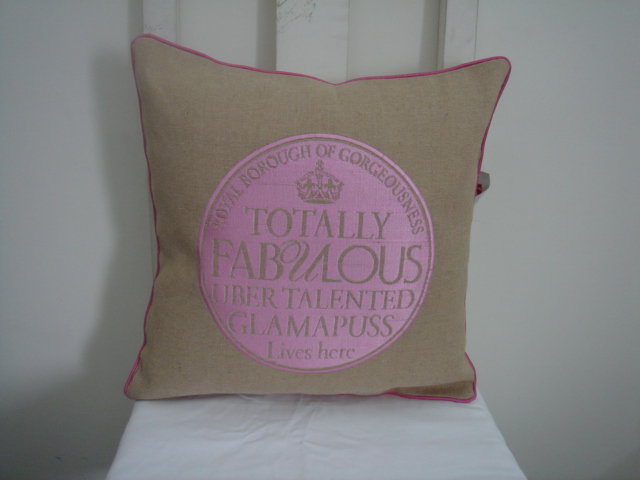 ROYAL BOROUGH OF GORGEOUSNESS
TOTALLY
FABULOUS
UBER TALENTED
GLAMAPUSS
Lives here